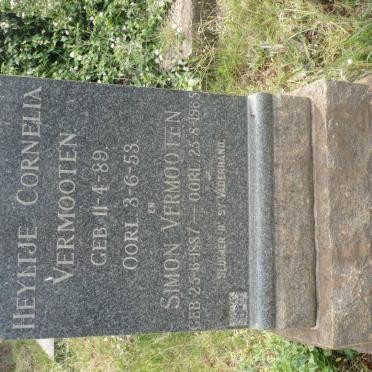 HEYLTJE CORNELIA
VERMOOTEN
GEB. 11-4-89.
OORL. 3-6-53.
EN
SIMON VERMOOTEN
GEB. 26-6-1887 — OORL. 25-8-1965
SLUIMER IN SY VADERHAND.